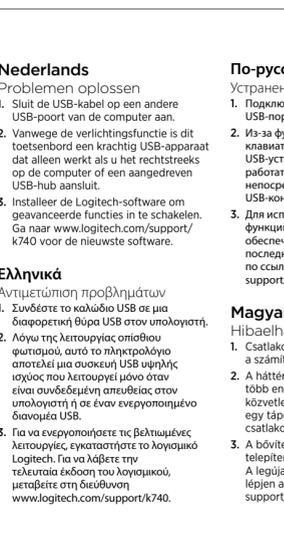 Nederlands
Problemen oplossen
1. Sluit de USB-kabel op een andere
USB-poort van de computer aan.
2. Vanwege de verlichtingsfunctie is dit
toetsenbord een krachtig USB-apparaat
dat alleen werkt als u het rechtstreeks
op de computer of een aangedreven
USB-hub aansluit.
3. Installeer de Logitech-software om
geavanceerde functies in te schakelen.
Ga naar www.logitech.com/support/
k740 voor de nieuwste software.
Ελληνικά
Αντιμετώπιση προβλημάτων
1. Συνδέστε το καλώδιο USB σε μια
διαφορετική θύρα USB στον υπολογιστή.
2. Λόγω της λειτουργίας οπίσθιου
φωτισμού, αυτό το πληκτρολόγιο
αποτελεί μια συσκευή USB υψηλής
ισχύος που λειτουργεί μόνο όταν
είναι συνδεδεμένη απευθείας στον
υπολογιστή ή σε έναν ενεργοποιημένο
διανομέα USB.
3. Για να ενεργοποιήσετε τις βελτιωμένες
λειτουργίες, εγκαταστήστε το λογισμικό
Logitech. Για να λάβετε την
τελευταία έκδοση του λογισμικού,
μεταβείτε στη διεύθυνση
www.logitech.com/support/k740.
По-русс
Устранен
1. Подклю
USB-пор
2. Из-за фу
клавиат
USB-уст
работат
непосре
USB-кон
3. Для исп
функци
обеспеч
последн
по ссыл
support/
Magyar
Hibaelha
1. Csatlako
a számít
2. A háttér
több en
közvetle
egy táp
csatlako
3. A bővíte
telepíte
A legúja
lépjen a
support